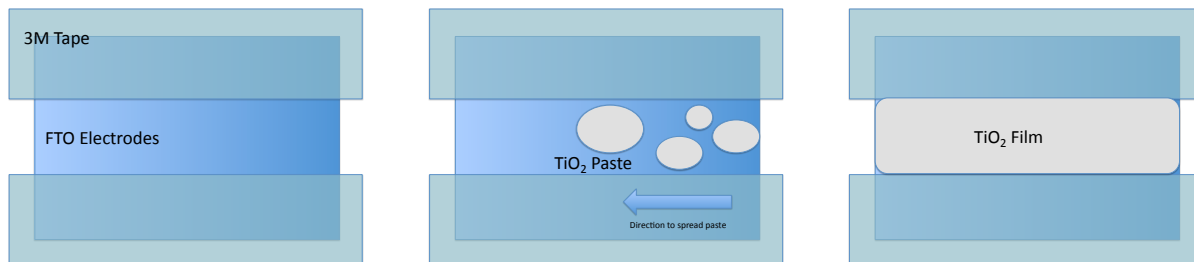 3M Tape
FTO Electrodes
TiO₂ Paste
Direction to spread paste
TiO₂ Film